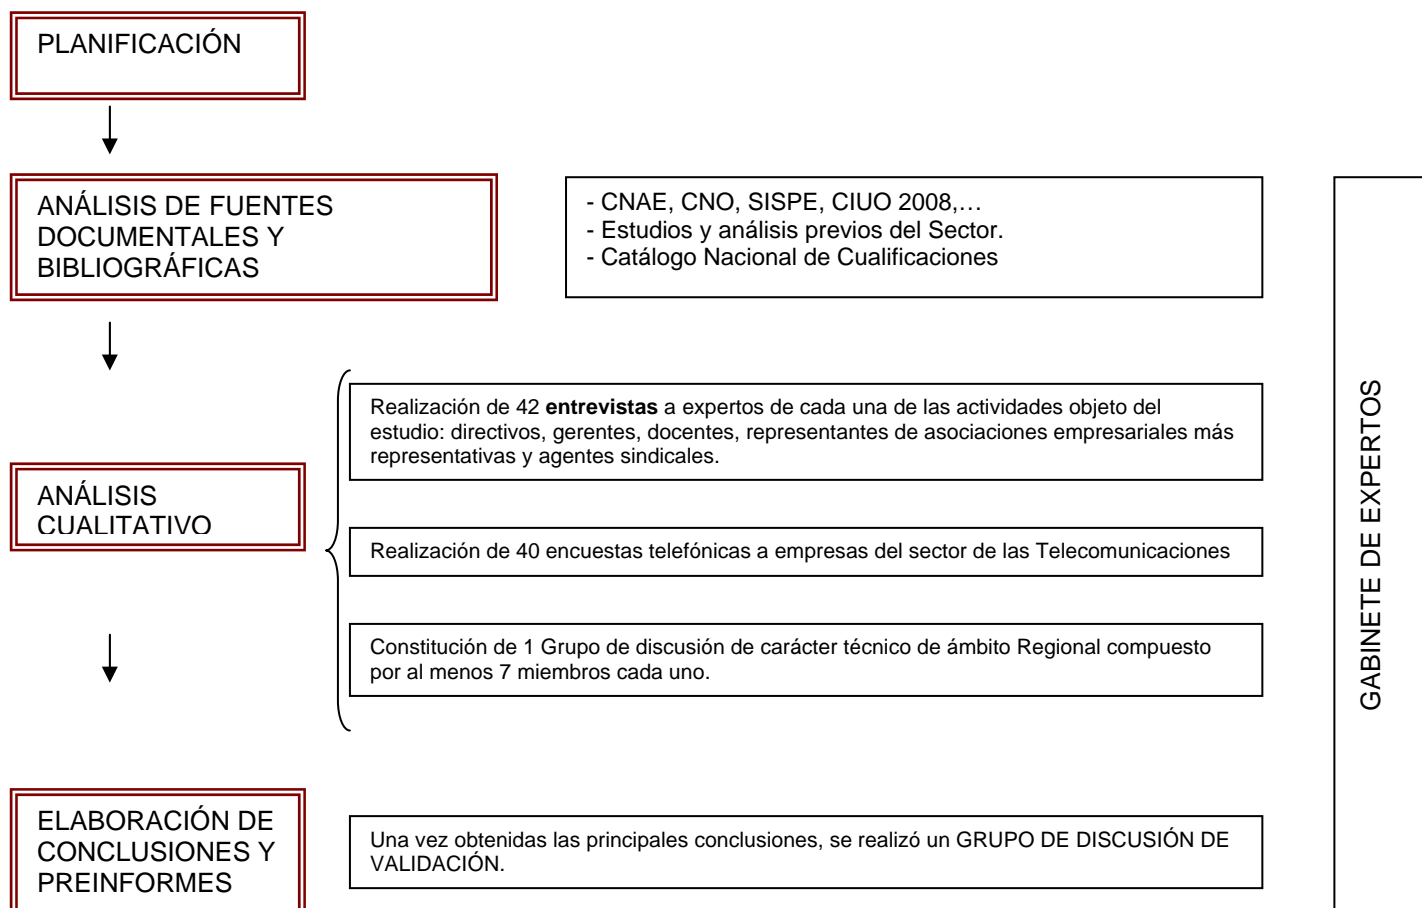 PLANIFICACIÓN
ANÁLISIS DE FUENTES
DOCUMENTALES Y
BIBLIOGRÁFICAS
- CNAE, CNO, SISPE, CIUO 2008,…
- Estudios y análisis previos del Sector.
- Catálogo Nacional de Cualificaciones
ANÁLISIS
CUALITATIVO
Realización de 42 entrevistas a expertos de cada una de las actividades objeto del
estudio: directivos, gerentes, docentes, representantes de asociaciones empresariales más
representativas y agentes sindicales.
Realización de 40 encuestas telefónicas a empresas del sector de las Telecomunicaciones
Constitución de 1 Grupo de discusión de carácter técnico de ámbito Regional compuesto
por al menos 7 miembros cada uno.
ELABORACIÓN DE
CONCLUSIONES Y
PREINFORMES
Una vez obtenidas las principales conclusiones, se realizó un GRUPO DE DISCUSIÓN DE
VALIDACIÓN.
GABINETE DE EXPERTOS